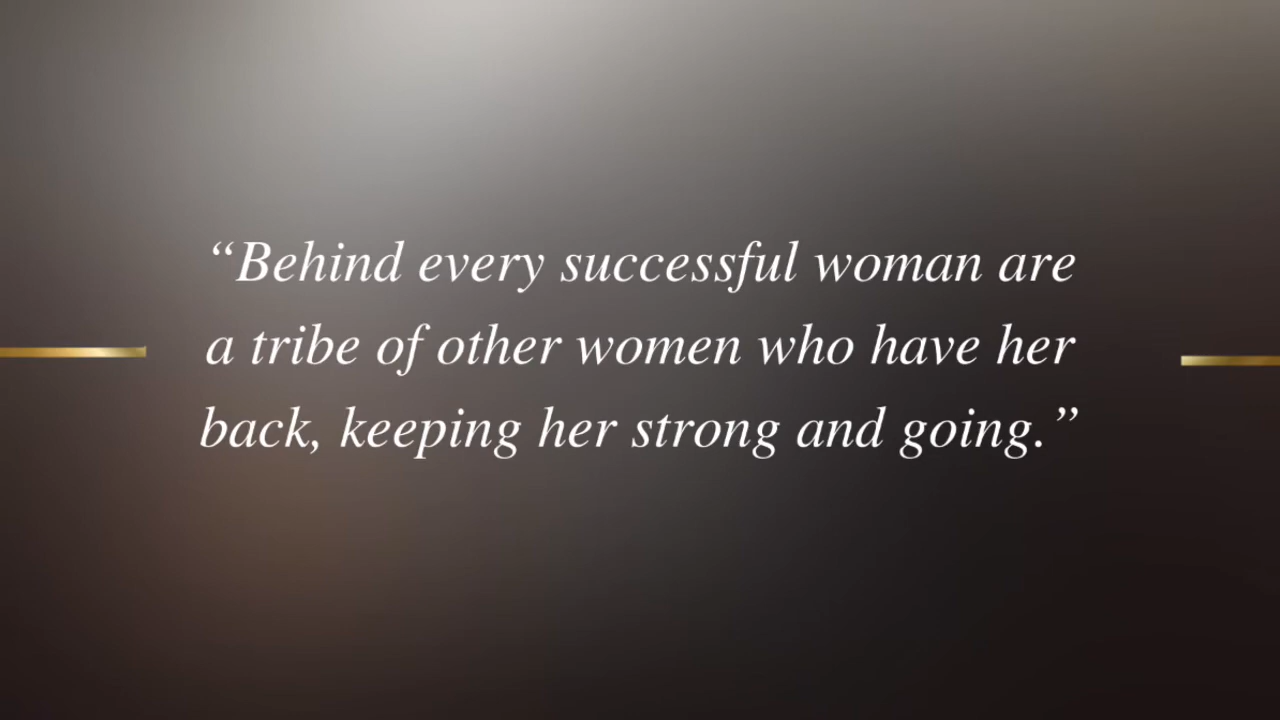 “Behind every successful woman are
a tribe of other women who have her
back, keeping her strong and going.”